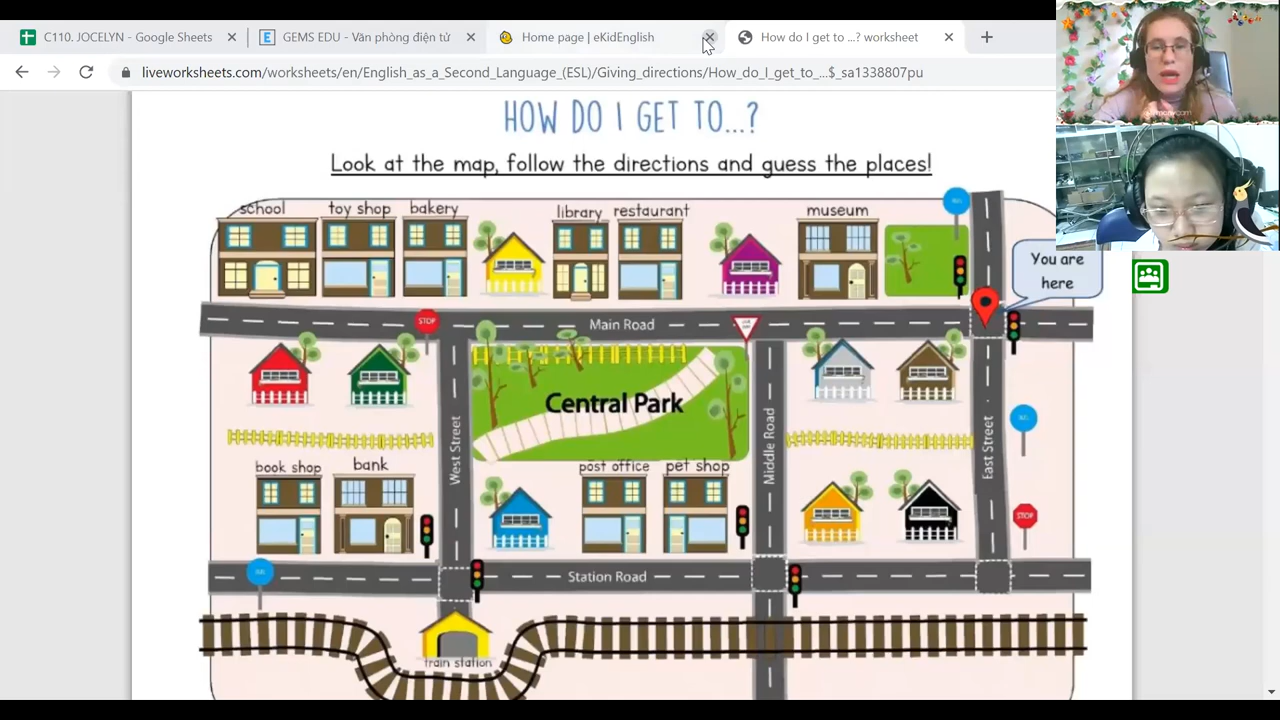 C110. JOCELYN - Google Sheets
GEMS EDU - Văn phòng điện tử
Home page | eKidEnglish
How do I get to ...? worksheet
liveworksheets.com/worksheets/en/English_as_a_Second_Language_(ESL)/Giving_directions/How_do_I_get_to_...$_sa1338807pu
HOW DO I GET TO...?
Look at the map, follow the directions and guess the places!
school
toy shop
bakery
library
restaurant
museum
You are
here
STOP
Main Road
Central Park
West Street
Middle Road
East Street
book shop
bank
post office
pet shop
STOP
Station Road
train station